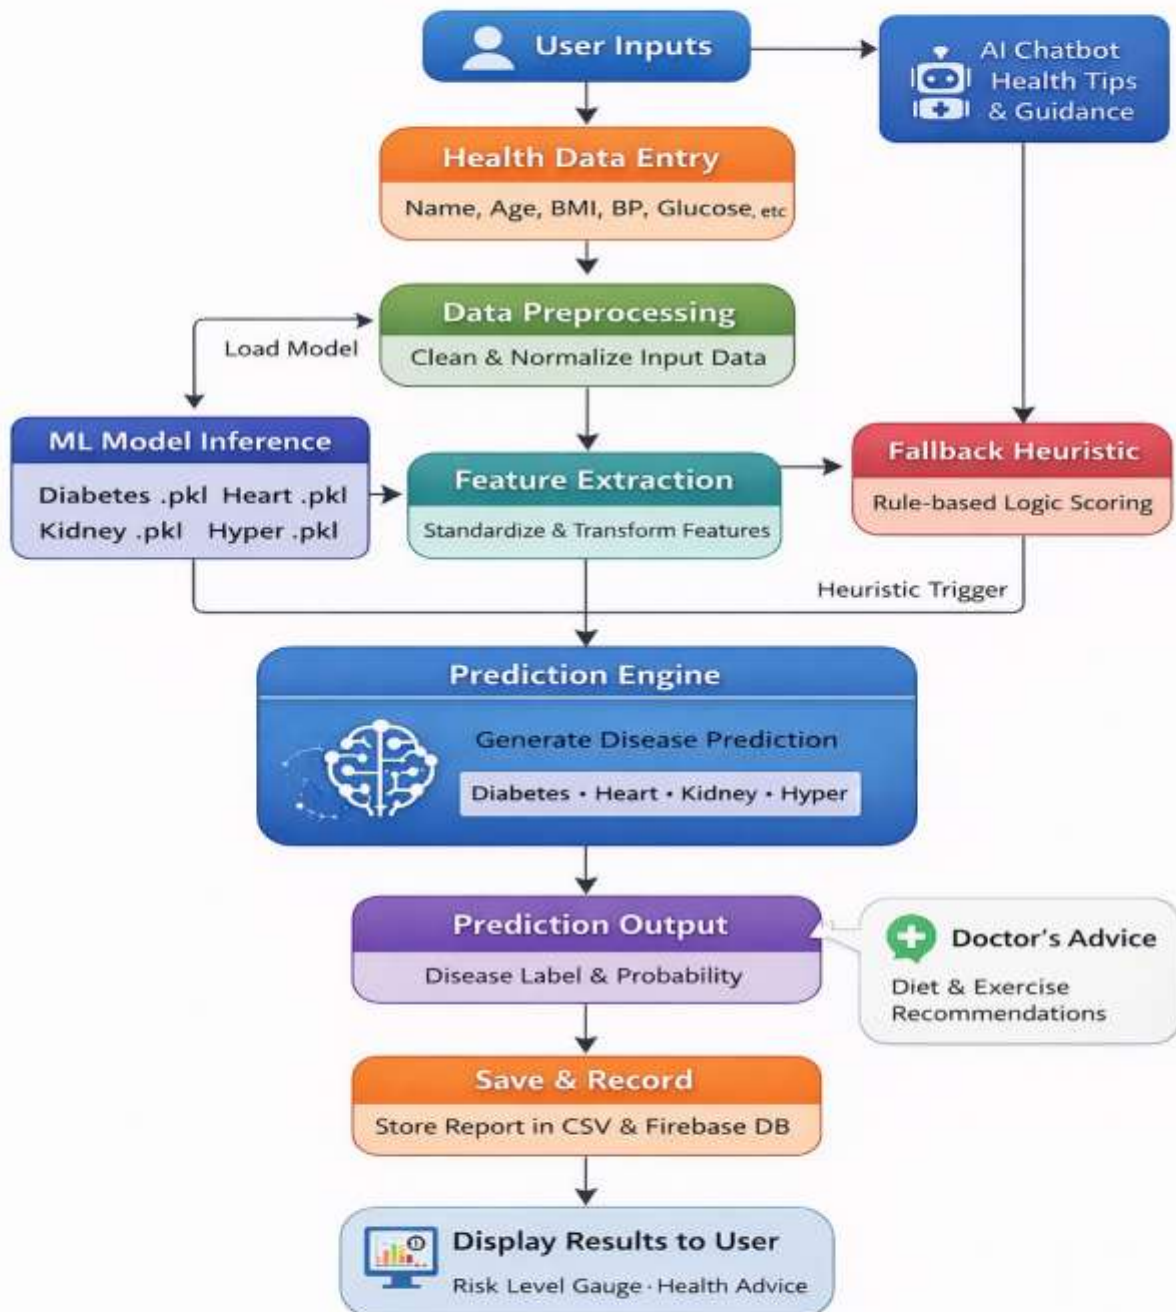 User Inputs
AI Chatbot
Health Tips
& Guidance
Health Data Entry
Name, Age, BMI, BP, Glucose, etc
Data Preprocessing
Clean & Normalize Input Data
Load Model
ML Model Inference
Diabetes .pkl Heart .pkl
Kidney .pkl Hyper .pkl
Feature Extraction
Standardize & Transform Features
Fallback Heuristic
Rule-based Logic Scoring
Heuristic Trigger
Prediction Engine
Generate Disease Prediction
Diabetes • Heart • Kidney • Hyper
Prediction Output
Disease Label & Probability
Doctor's Advice
Diet & Exercise
Recommendations
Save & Record
Store Report in CSV & Firebase DB
Display Results to User
Risk Level Gauge · Health Advice